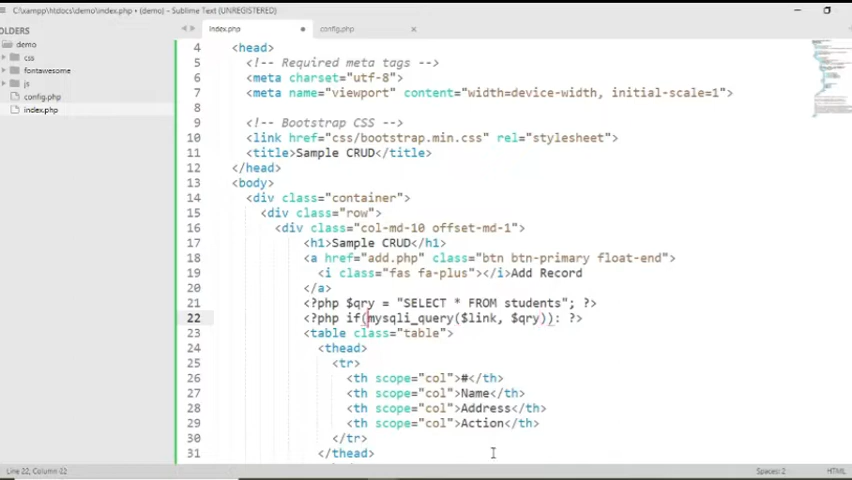 C:\xampp\htdocs\demo\index.php • (demo) - Sublime Text (UNREGISTERED)
OLDERS
demo
css
fontawesome
js
config.php
index.php
index.php
config.php
4 <head>
5 <!-- Required meta tags -->
6 <meta charset="utf-8">
7 <meta name="viewport" content="width=device-width, initial-scale=1">
8
9 <!-- Bootstrap CSS -->
10 <link href="css/bootstrap.min.css" rel="stylesheet">
11 <title>Sample CRUD</title>
12 </head>
13 <body>
14 <div class="container">
15 <div class="row">
16 <div class="col-md-10 offset-md-1">
17 <h1>Sample CRUD</h1>
18 <a href="add.php" class="btn btn-primary float-end">
19 <i class="fas fa-plus"></i>Add Record
20 </a>
21 <?php $qry = "SELECT * FROM students"; ?>
22 <?php if(mysqli_query($link, $qry)): ?>
23 <table class="table">
24 <thead>
25 <tr>
26 <th scope="col">#</th>
27 <th scope="col">Name</th>
28 <th scope="col">Address</th>
29 <th scope="col">Action</th>
30 </tr>
31 </thead>
Line 22, Column 22
Spaces: 2
HTML